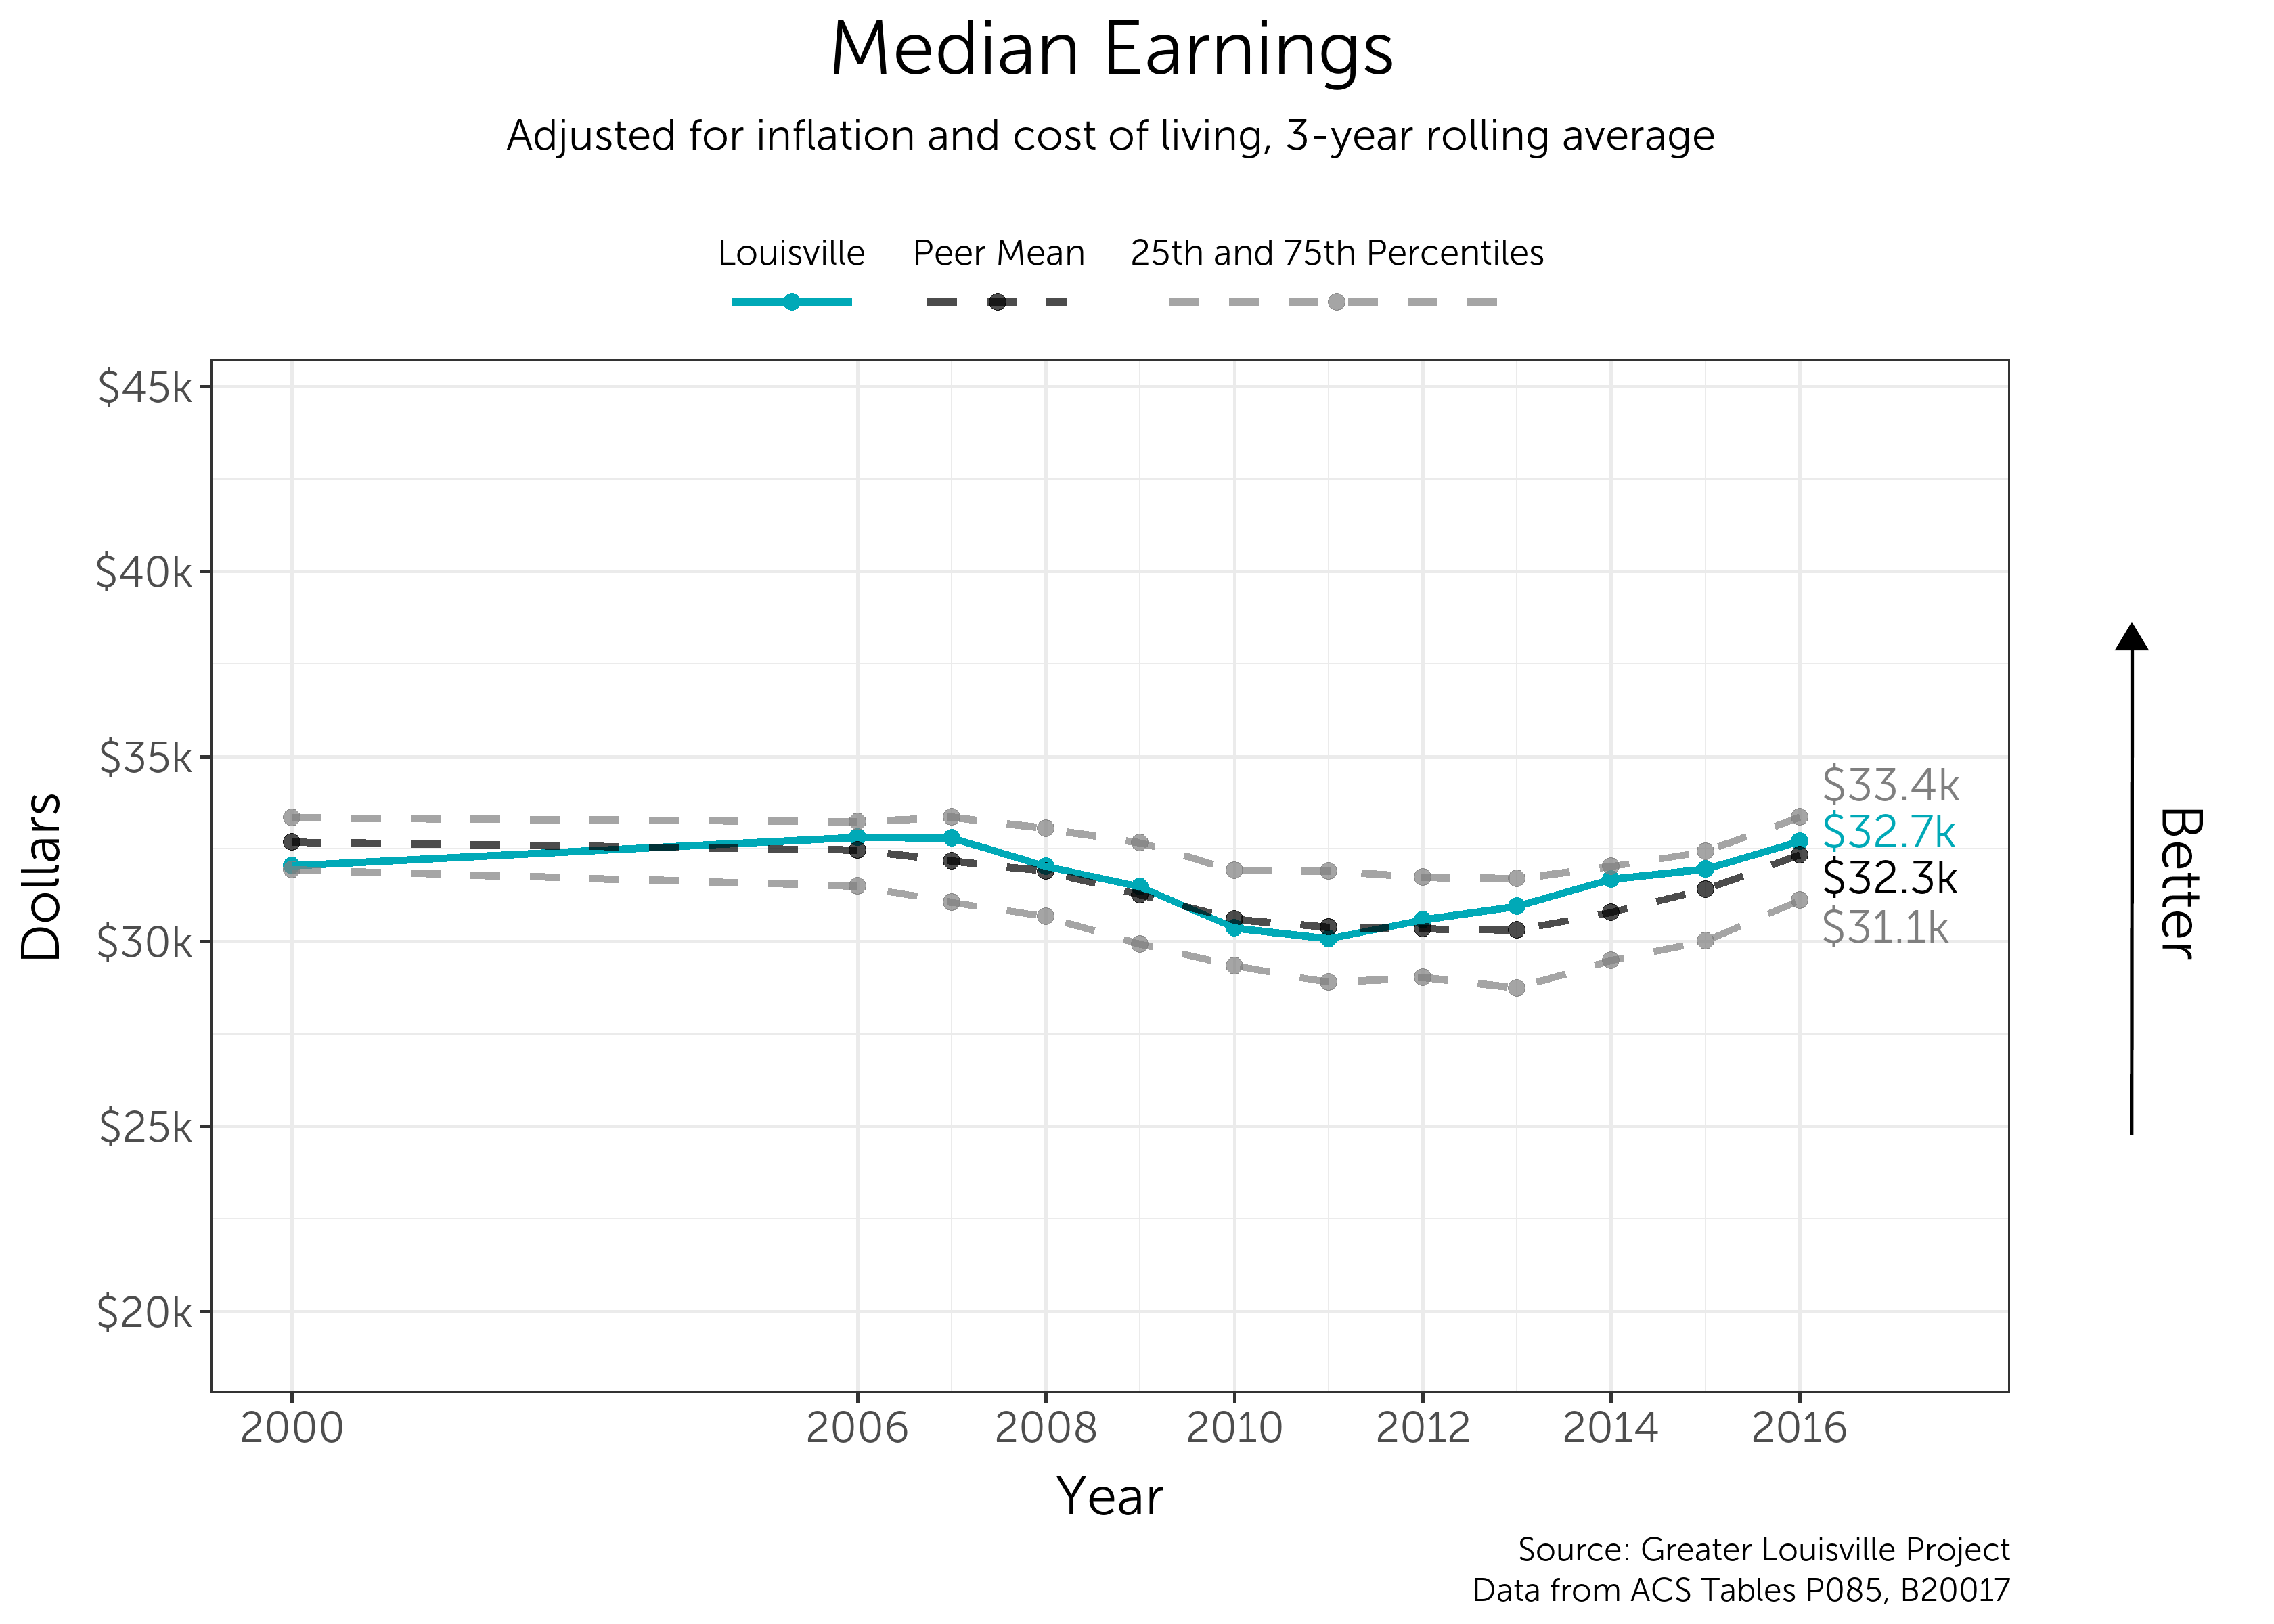 Median Earnings
Adjusted for inflation and cost of living, 3-year rolling average
Louisville Peer Mean 25th and 75th Percentiles
$45k
$40k
$35k
$30k
$25k
$20k
Dollars
$33.4k
$32.7k
$32.3k
$31.1k
Better
2000 2006 2008 2010 2012 2014 2016
Year
Source: Greater Louisville Project
Data from ACS Tables P085, B20017